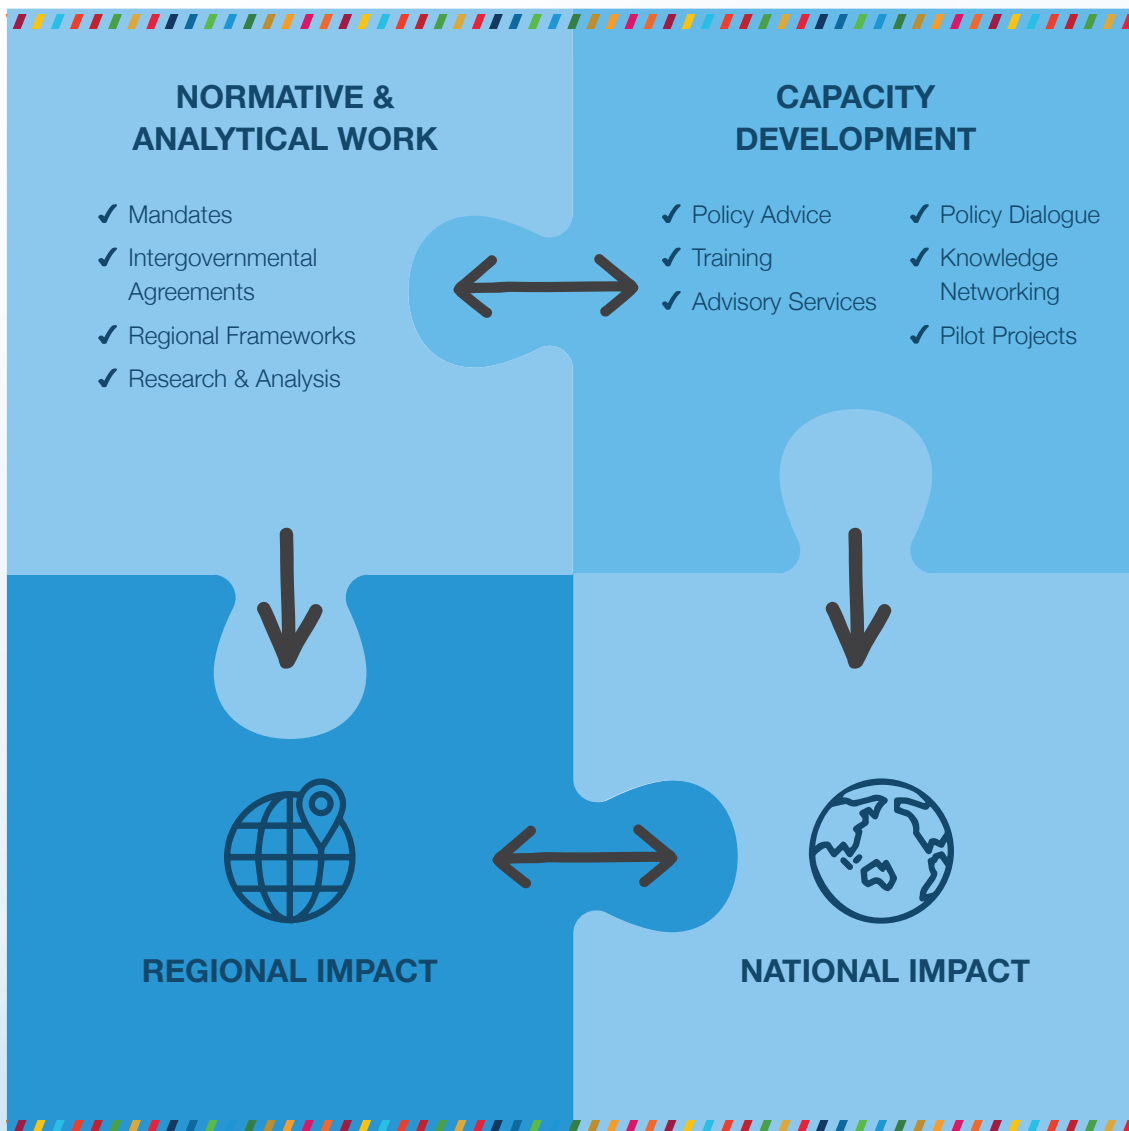 NORMATIVE &
ANALYTICAL WORK
Mandates
Intergovernmental
Agreements
Regional Frameworks
Research & Analysis
CAPACITY
DEVELOPMENT
Policy Advice
Training
Advisory Services
Policy Dialogue
Knowledge
Networking
Pilot Projects
REGIONAL IMPACT
NATIONAL IMPACT